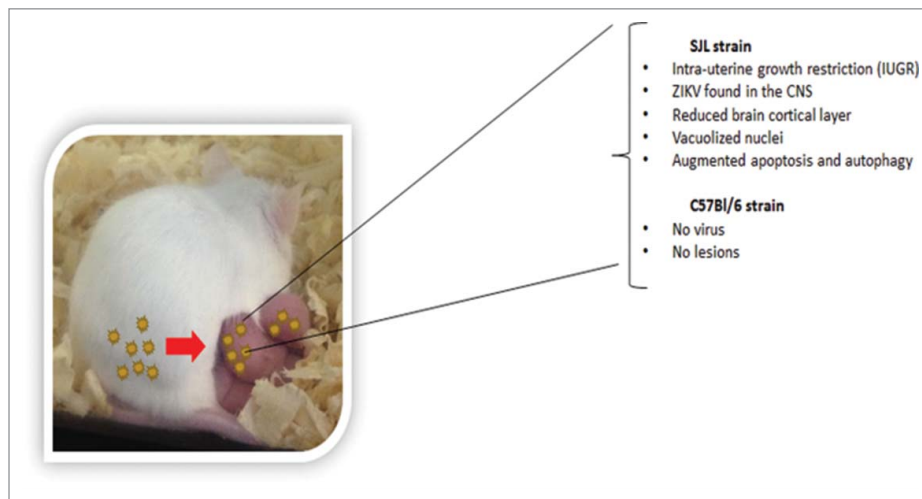 SJL strain
• Intra-uterine growth restriction (IUGR)
• ZIKV found in the CNS
• Reduced brain cortical layer
• Vacuolized nuclei
• Augmented apoptosis and autophagy
C57Bl/6 strain
• No virus
• No lesions